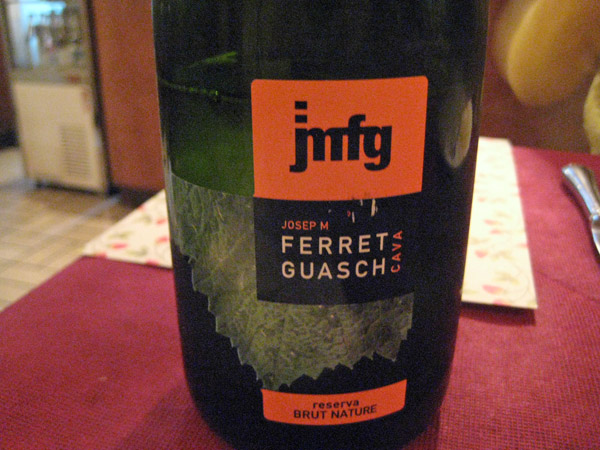 jmfg
JOSEP M
FERRET
GUASCH
CAVA
reserva
BRUT NATURE